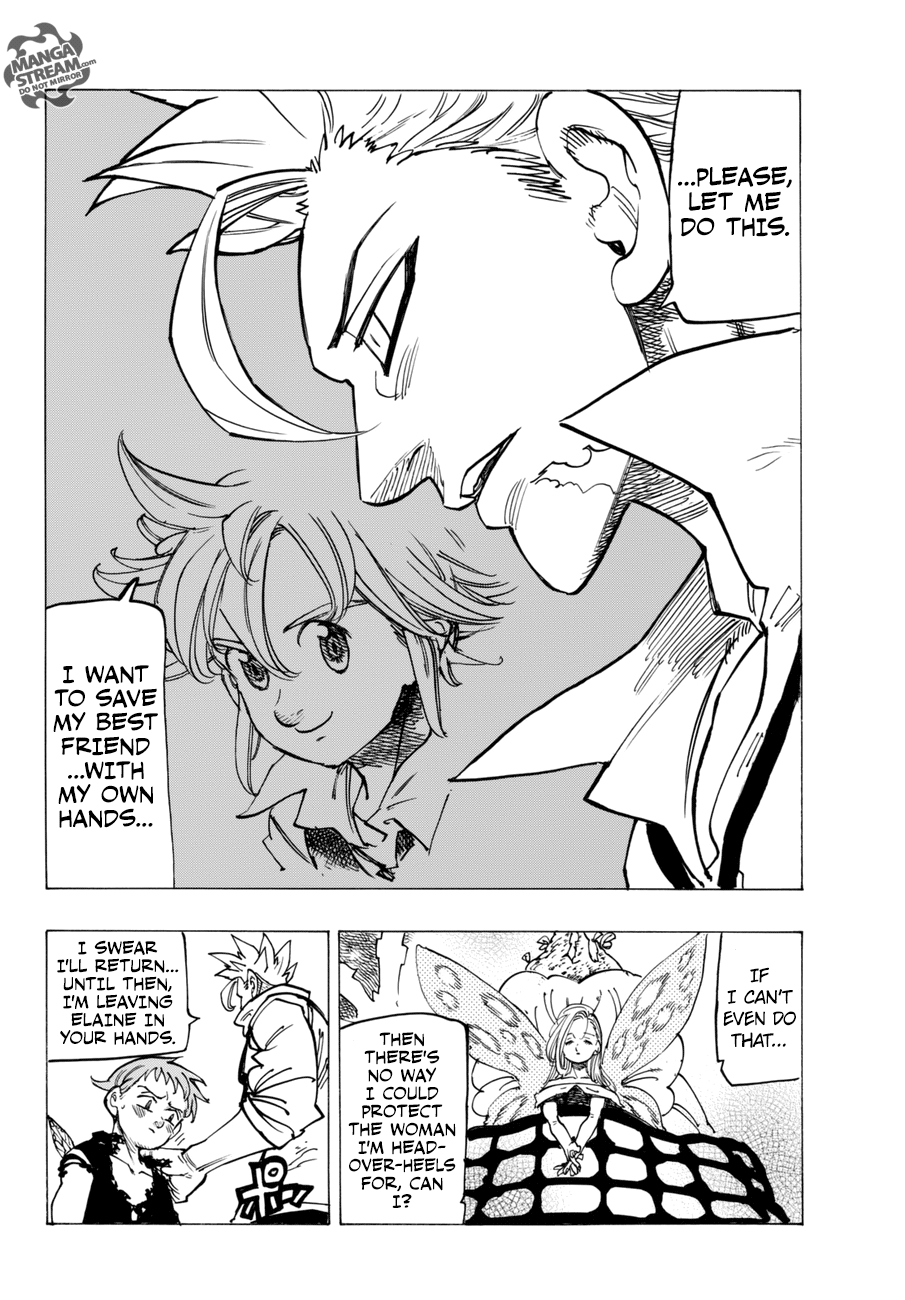 MANGA
STREAM.com
DO NOT MIRROR
...PLEASE,
LET ME
DO THIS.
I WANT
TO SAVE
MY BEST
FRIEND
...WITH
MY OWN
HANDS...
IF
I CAN'T
EVEN DO
THAT...
THEN
THERE'S
NO WAY
I COULD
PROTECT
THE WOMAN
I'M HEAD-
OVER-HEELS
FOR, CAN
I?
I SWEAR
I'LL RETURN...
UNTIL THEN,
I'M LEAVING
ELAINE IN
YOUR HANDS.
ポン